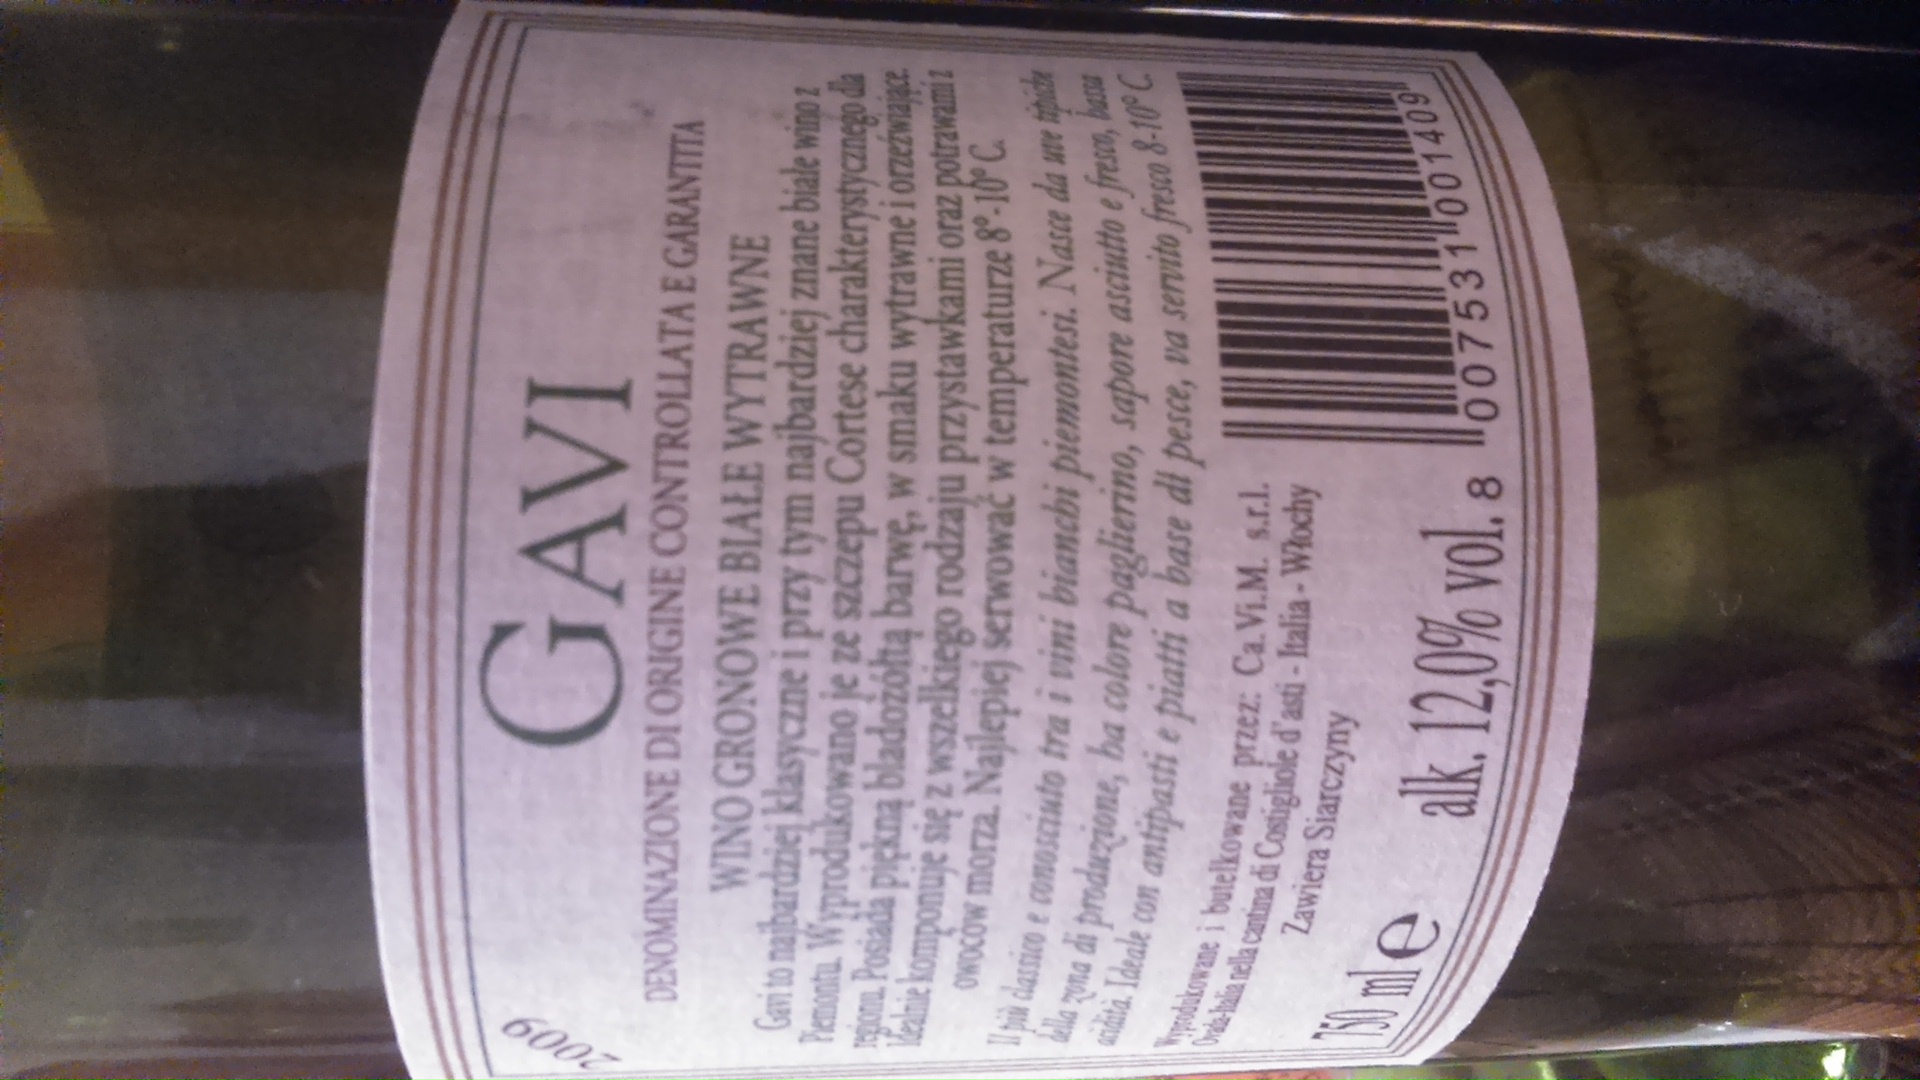 2009
GAVI
DENOMINAZIONE DI ORIGINE CONTROLLATA E GARANTITA
WINO GRONOWE BIAŁE WYTRAWNE
Gavi to najbardziej klasyczne i przy tym najbardziej znane białe wino z
Piemontu. Wyprodukowano je ze szczepu Cortese charakterystycznego dla
regionu. Posiada piękną bladożółtą barwę, w smaku wytrawne i orzeźwiające.
Idealnie komponuje się z wszelkiego rodzaju przystawkami oraz potrawami z
owoców morza. Najlepiej serwować w temperaturze 8°-10° C.
Il più classico e conosciuto tra i vini bianchi piemontesi. Nasce da uve tipiche
della zona di produzione, ha colore paglierino, sapore asciutto e fresco, bassa
acidità. Ideale con antipasti e piatti a base di pesce, va servito fresco 8-10° C
Wyprodukowane i butelkowane przez: Ca.Vi.M. s.r.l.
Ovada-Italia nella cantina di Costigliole d'asti - Italia - Włochy
Zawiera Siarczyny
750 ml e alk. 12,0% vol.
8 007531 001409